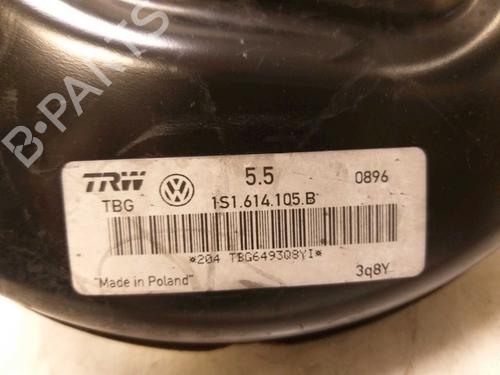 B-PARTS
TRW 5.5 0896
TBG 1S1.614.105.B
*204 TBG6493Q8YI*
"Made in Poland" 3q8Y